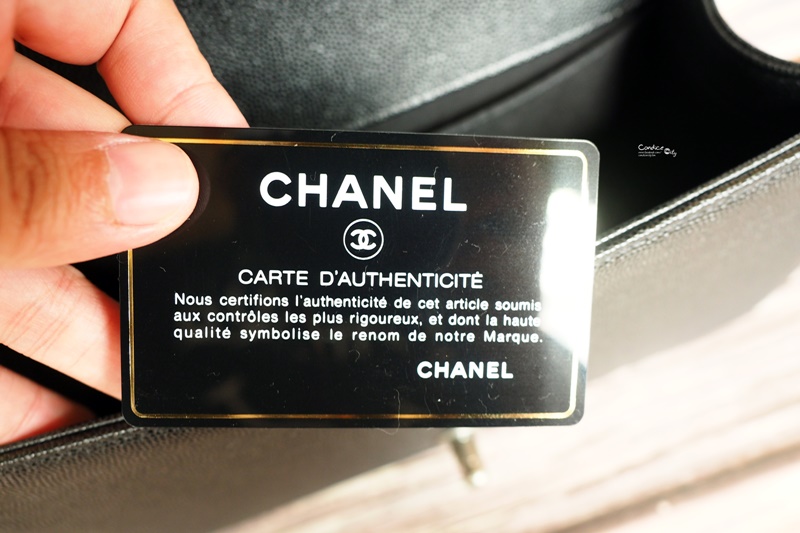 CHANEL
CARTE D'AUTHENTICITÉ
Nous certifions l'authenticité de cet article soumis
aux contrôles les plus rigoureux, et dont la haute
qualité symbolise le renom de notre Marque.
CHANEL
Candice